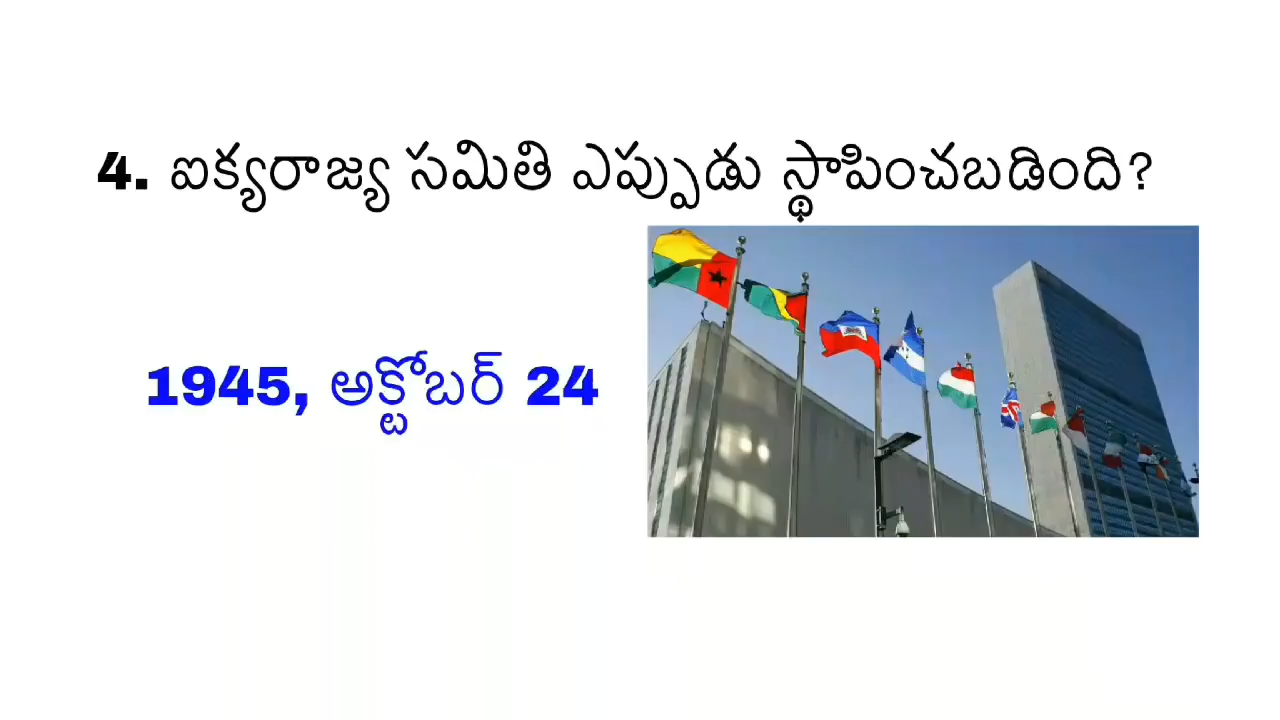 4. ఐక్యరాజ్య సమితి ఎప్పుడు స్థాపించబడింది?
1945, అక్టోబర్ 24